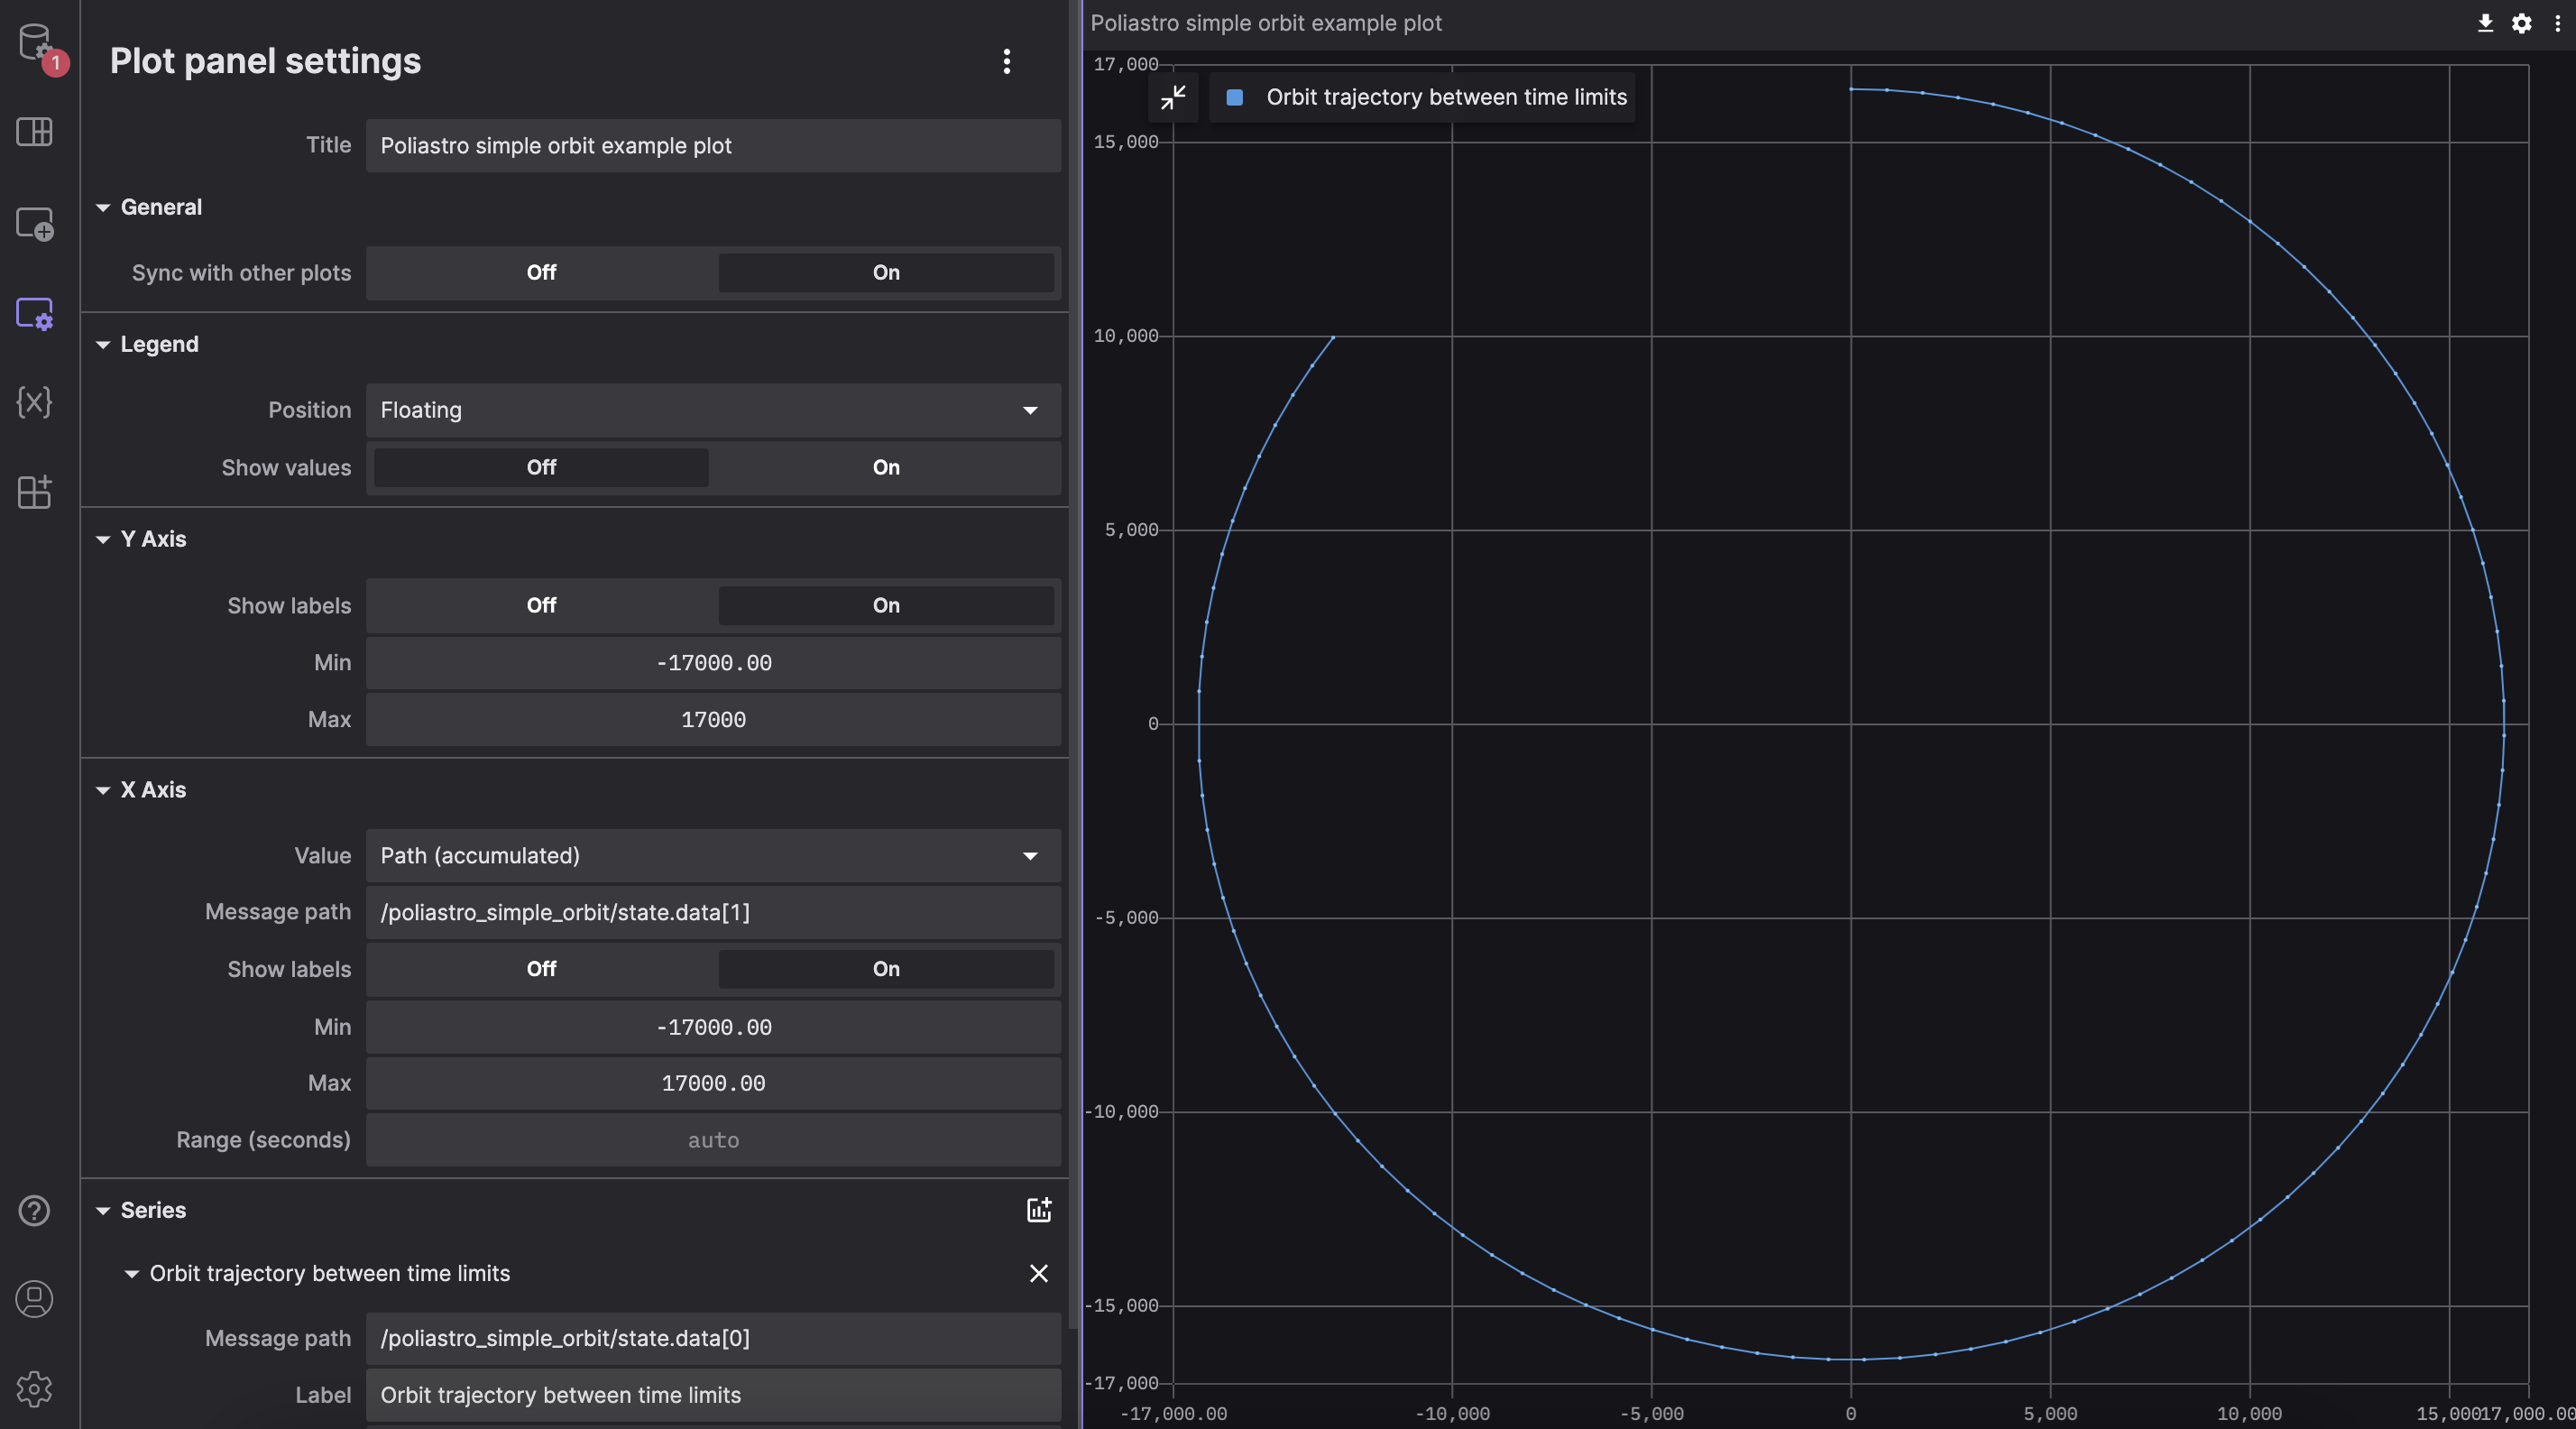 1
Plot panel settings
Title Poliastro simple orbit example plot
General
Sync with other plots Off On
Legend
Position Floating
Show values Off On
Y Axis
Show labels Off On
Min -17000.00
Max 17000
X Axis
Value Path (accumulated)
Message path /poliastro_simple_orbit/state.data[1]
Show labels Off On
Min -17000.00
Max 17000.00
Range (seconds) auto
Series
Orbit trajectory between time limits
Message path /poliastro_simple_orbit/state.data[0]
Label Orbit trajectory between time limits
Poliastro simple orbit example plot
Orbit trajectory between time limits
17,000
15,000
10,000
5,000
0
-5,000
-10,000
-15,000
-17,000
-17,000.00 -10,000 -5,000 0 5,000 10,000 15,000 17,000.00